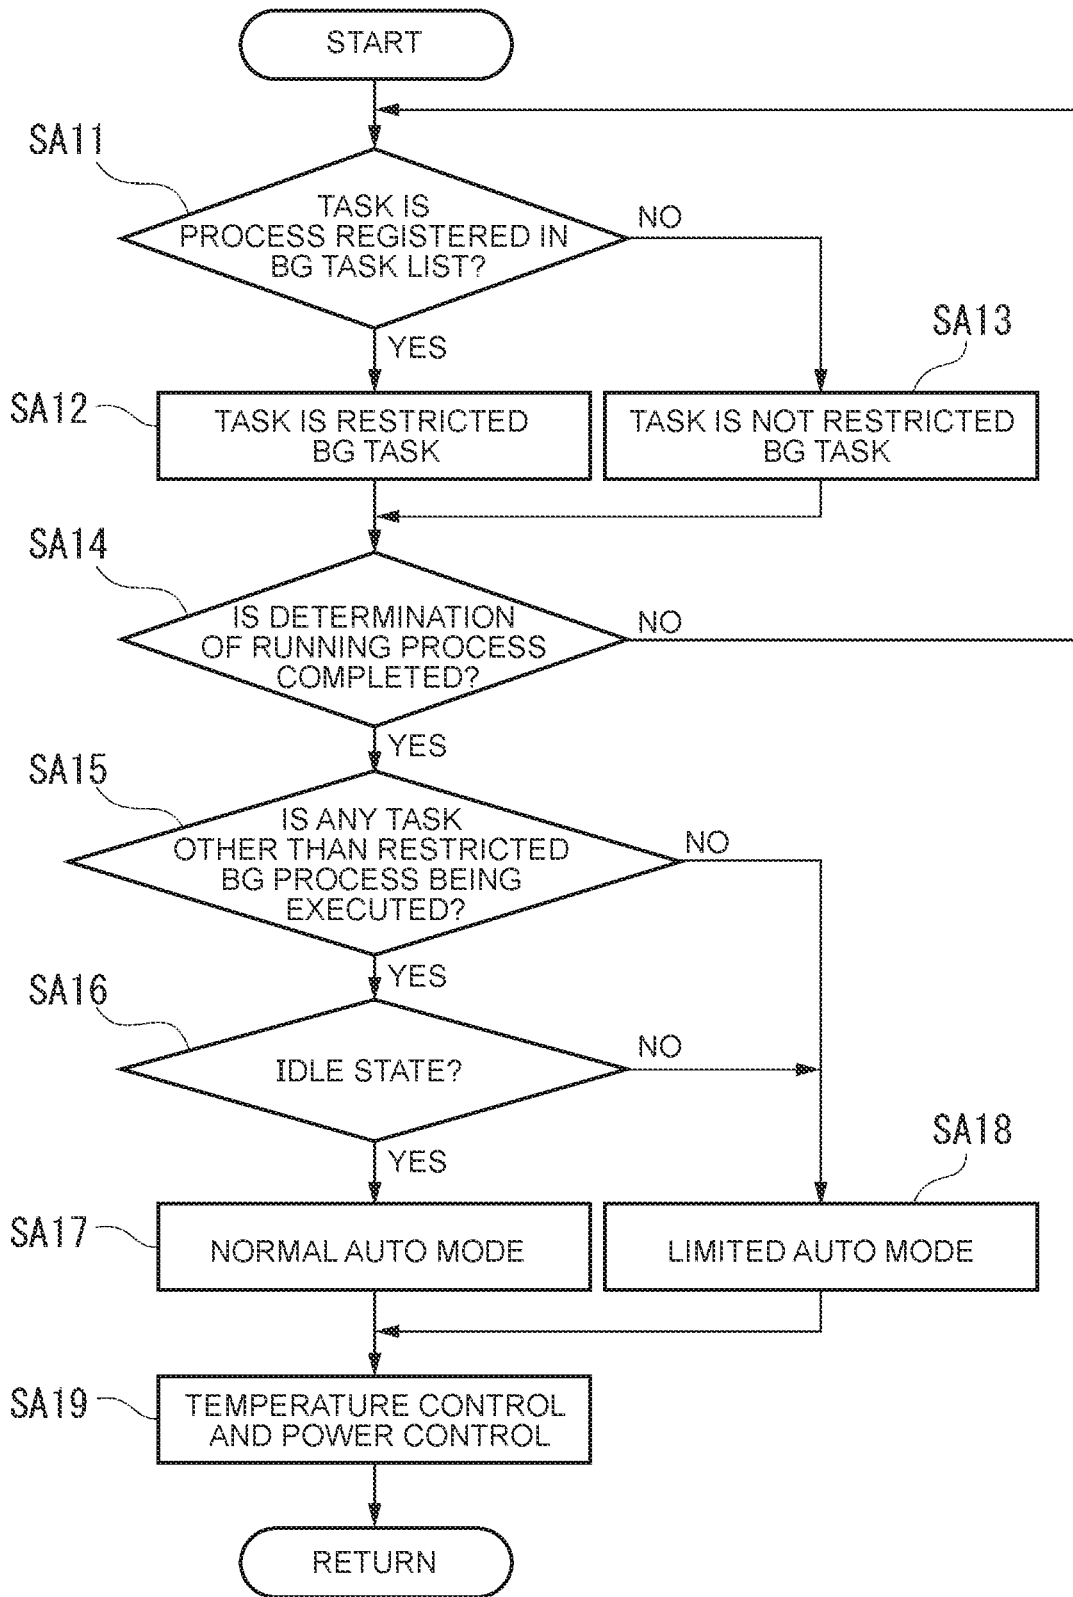 START
SA11
TASK IS
PROCESS REGISTERED IN
BG TASK LIST?
NO
YES
SA13
SA12
TASK IS RESTRICTED
BG TASK
TASK IS NOT RESTRICTED
BG TASK
SA14
IS DETERMINATION
OF RUNNING PROCESS
COMPLETED?
NO
YES
SA15
IS ANY TASK
OTHER THAN RESTRICTED
BG PROCESS BEING
EXECUTED?
NO
YES
SA16
IDLE STATE?
NO
YES
SA18
SA17
NORMAL AUTO MODE
LIMITED AUTO MODE
SA19
TEMPERATURE CONTROL
AND POWER CONTROL
RETURN